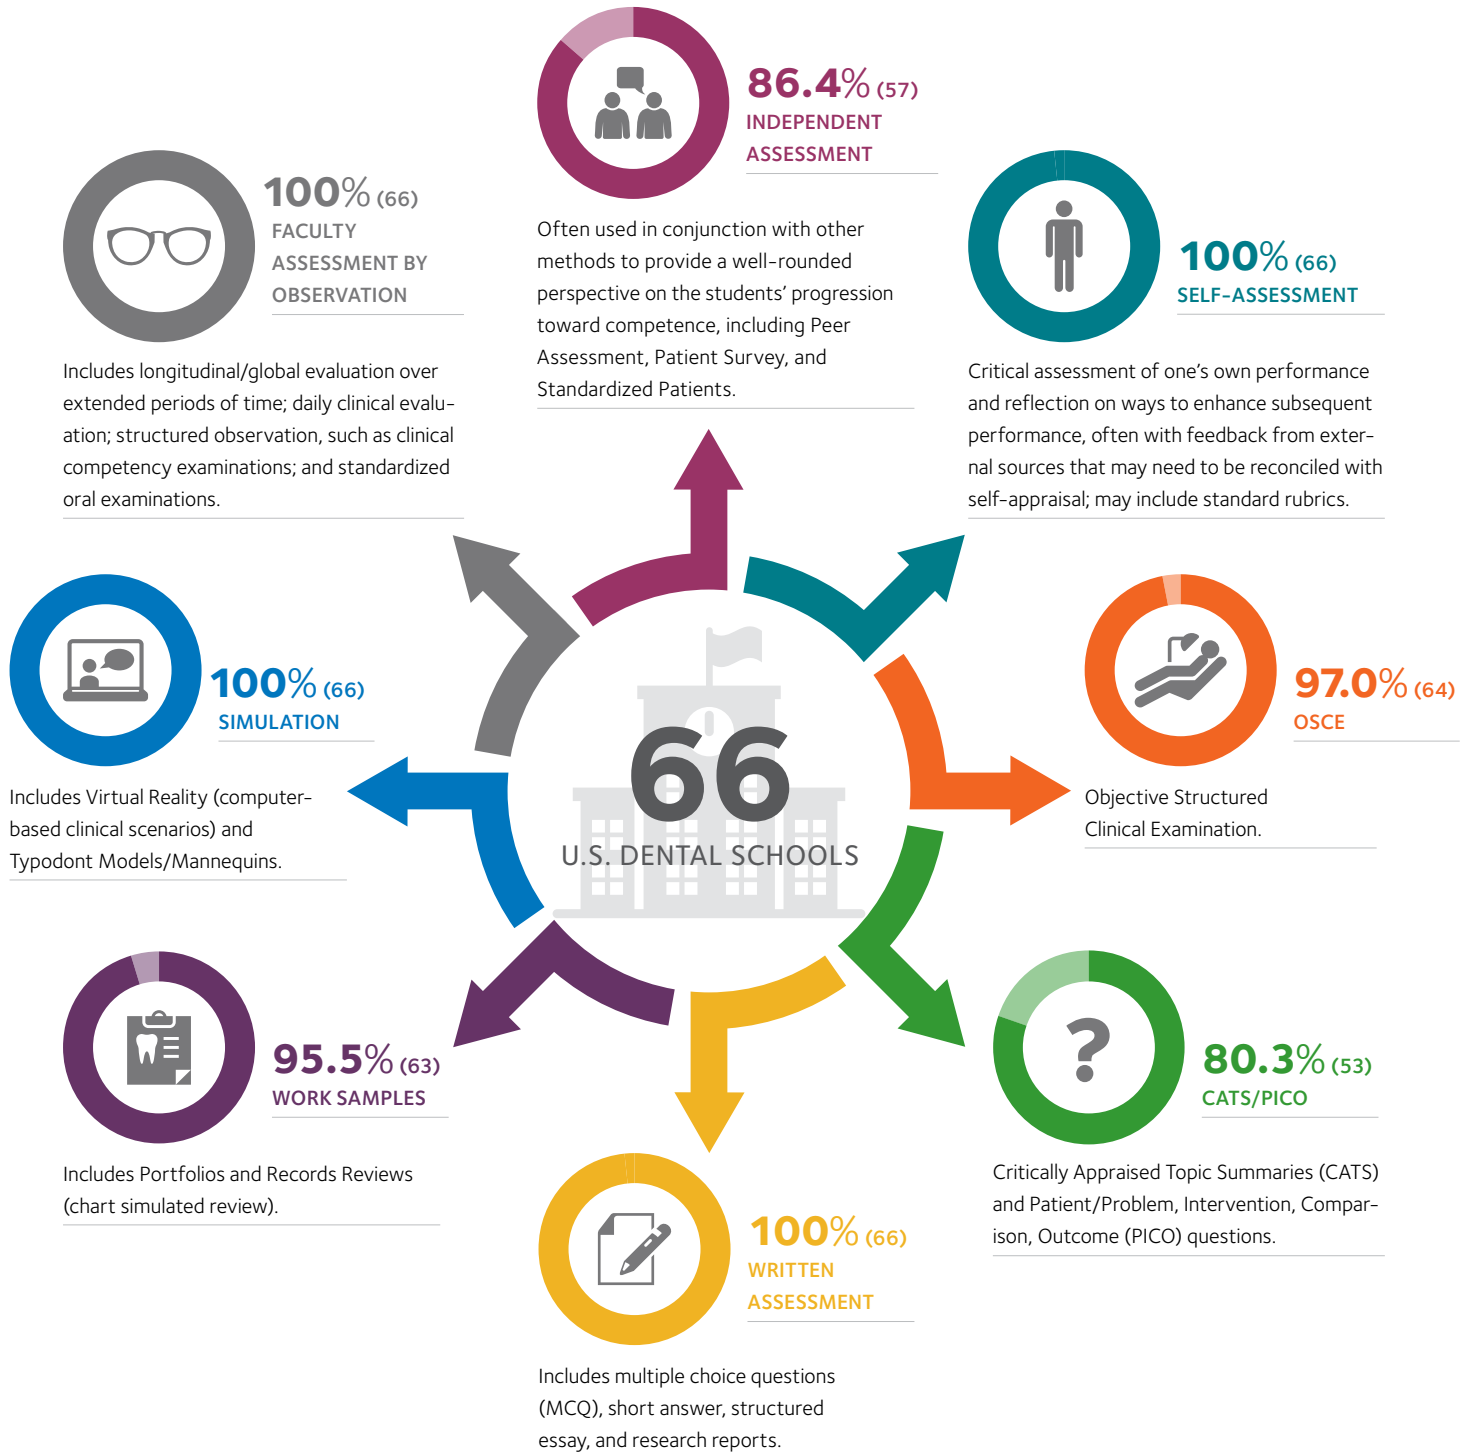 86.4% (57)
INDEPENDENT
ASSESSMENT
Often used in conjunction with other
methods to provide a well-rounded
perspective on the students’ progression
toward competence, including Peer
Assessment, Patient Survey, and
Standardized Patients.
100% (66)
FACULTY
ASSESSMENT BY
OBSERVATION
Includes longitudinal/global evaluation over
extended periods of time; daily clinical evalu-
ation; structured observation, such as clinical
competency examinations; and standardized
oral examinations.
100% (66)
SELF-ASSESSMENT
Critical assessment of one’s own performance
and reflection on ways to enhance subsequent
performance, often with feedback from exter-
nal sources that may need to be reconciled with
self-appraisal; may include standard rubrics.
100% (66)
SIMULATION
Includes Virtual Reality (computer-
based clinical scenarios) and
Typodont Models/Mannequins.
66
U.S. DENTAL SCHOOLS
97.0% (64)
OSCE
Objective Structured
Clinical Examination.
95.5% (63)
WORK SAMPLES
Includes Portfolios and Records Reviews
(chart simulated review).
?
80.3% (53)
CATS/PICO
Critically Appraised Topic Summaries (CATS)
and Patient/Problem, Intervention, Compar-
ison, Outcome (PICO) questions.
100% (66)
WRITTEN
ASSESSMENT
Includes multiple choice questions
(MCQ), short answer, structured
essay, and research reports.